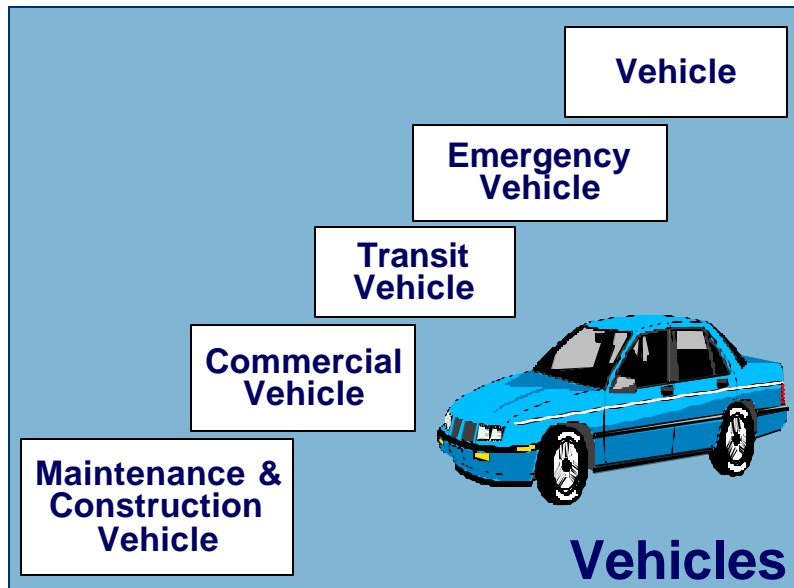 Vehicle
Emergency
Vehicle
Transit
Vehicle
Commercial
Vehicle
Maintenance &
Construction
Vehicle
Vehicles